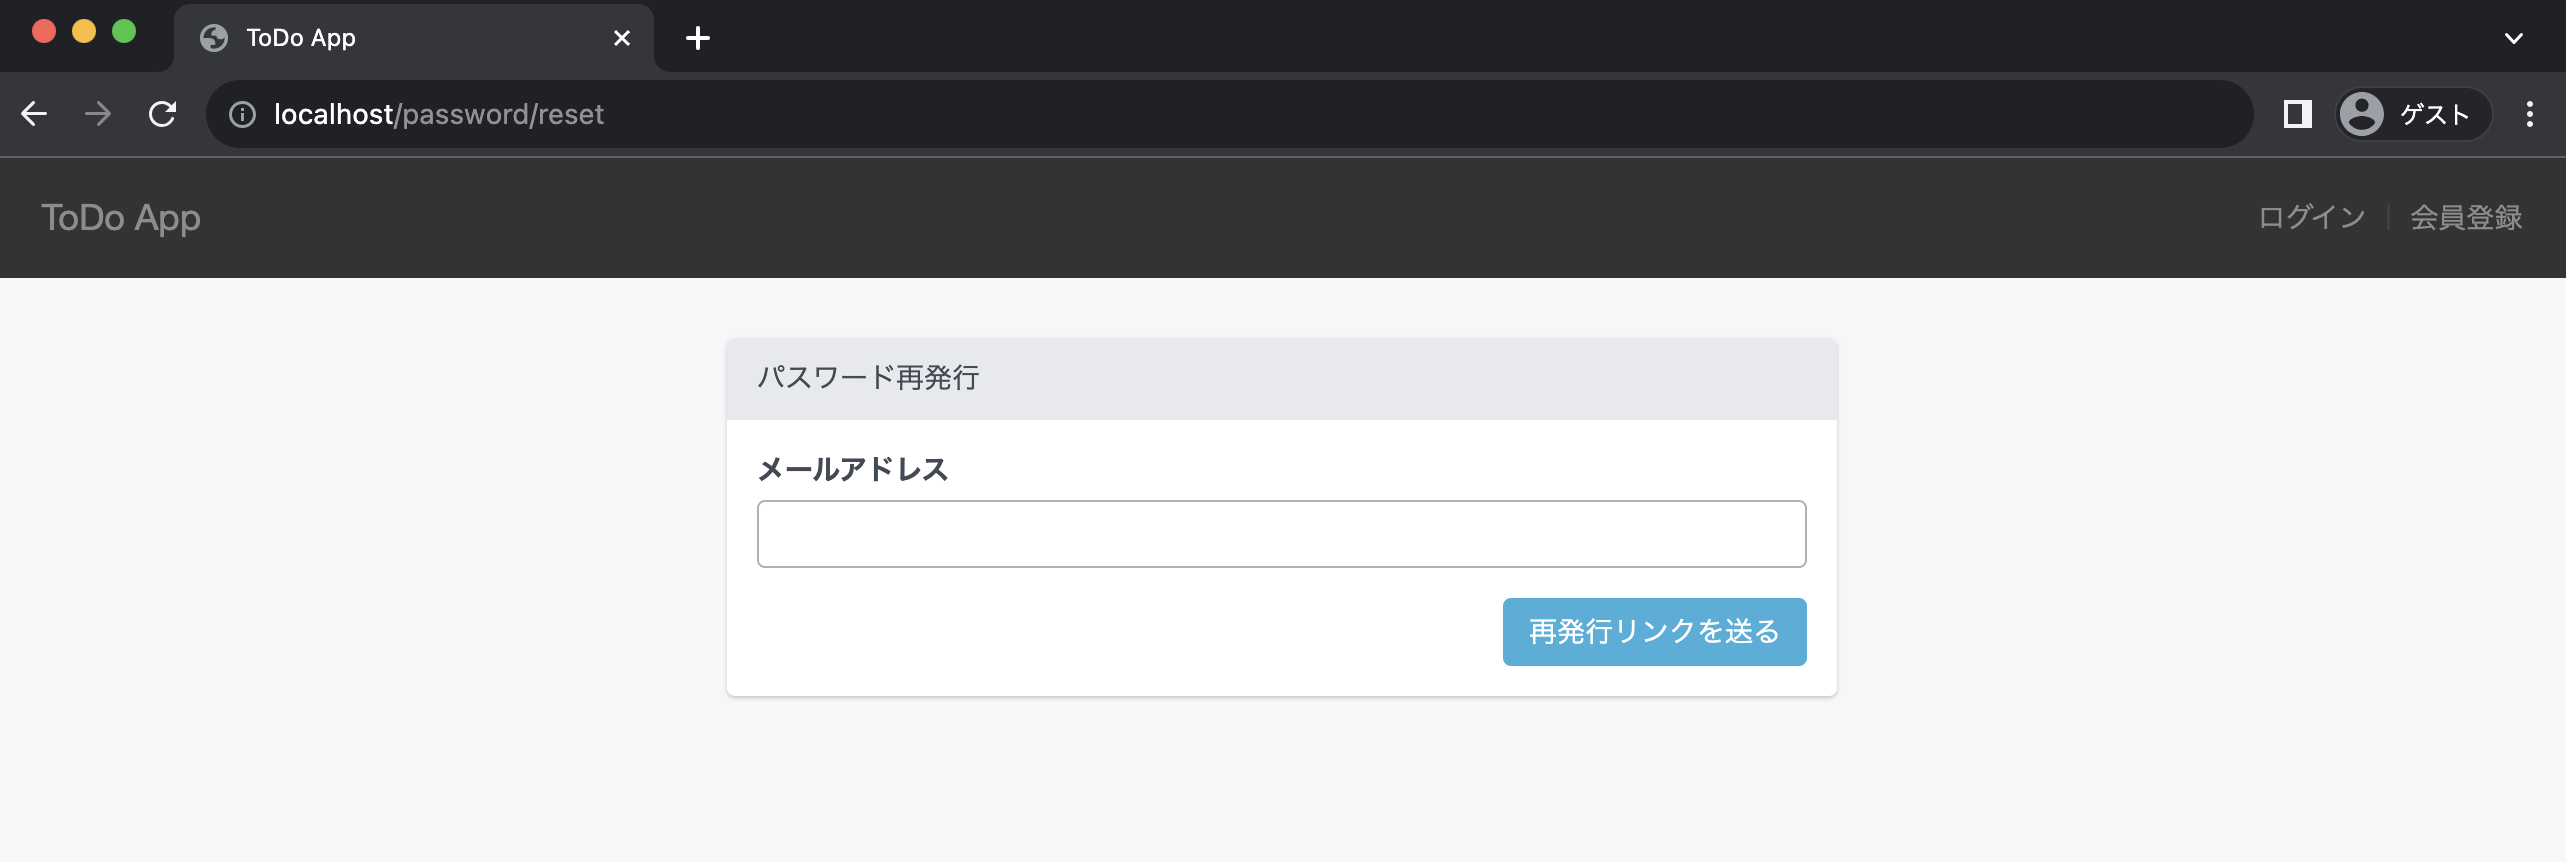 ToDo App
localhost/password/reset
ゲスト
ToDo App
ログイン | 会員登録
パスワード再発行
メールアドレス
再発行リンクを送る